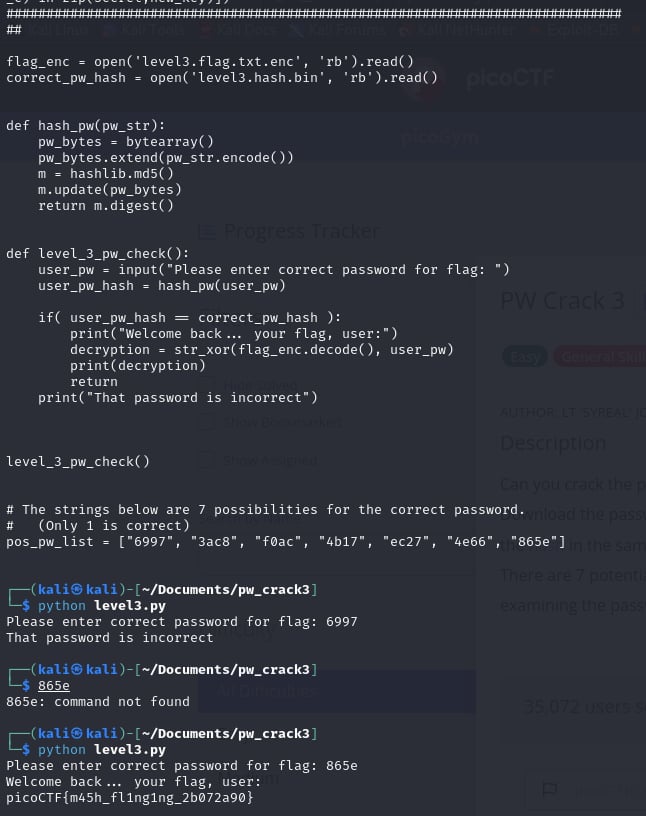 _c) in zip(secret,new_key)])
###############################################################################
##
flag_enc = open('level3.flag.txt.enc', 'rb').read()
correct_pw_hash = open('level3.hash.bin', 'rb').read()
def hash_pw(pw_str):
    pw_bytes = bytearray()
    pw_bytes.extend(pw_str.encode())
    m = hashlib.md5()
    m.update(pw_bytes)
    return m.digest()
def level_3_pw_check():
    user_pw = input("Please enter correct password for flag: ")
    user_pw_hash = hash_pw(user_pw)
    if( user_pw_hash == correct_pw_hash ):
        print("Welcome back... your flag, user:")
        decryption = str_xor(flag_enc.decode(), user_pw)
        print(decryption)
        return
    print("That password is incorrect")
level_3_pw_check()
# The strings below are 7 possibilities for the correct password.
#   (Only 1 is correct)
pos_pw_list = ["6997", "3ac8", "f0ac", "4b17", "ec27", "4e66", "865e"]
┌──(kali㉿kali)-[~/Documents/pw_crack3]
└─$ python level3.py
Please enter correct password for flag: 6997
That password is incorrect
┌──(kali㉿kali)-[~/Documents/pw_crack3]
└─$ 865e
865e: command not found
┌──(kali㉿kali)-[~/Documents/pw_crack3]
└─$ python level3.py
Please enter correct password for flag: 865e
Welcome back... your flag, user:
picoCTF{m45h_fl1ng1ng_2b072a90}
Kali Linux
Kali Docs
Kali Forums
Kali NetHunter
Exploit-DB
picoCTF
picoGym
Progress Tracker
Hide Solved
Show Bookmarked
Show Assigned
All Difficulties
PW Crack 3
Easy
General Skill
AUTHOR: LT 'SYREAL' JO
Description
Can you crack the p
Download the passw
in the sam
There are 7 potentia
examining the pass
35,072 users s